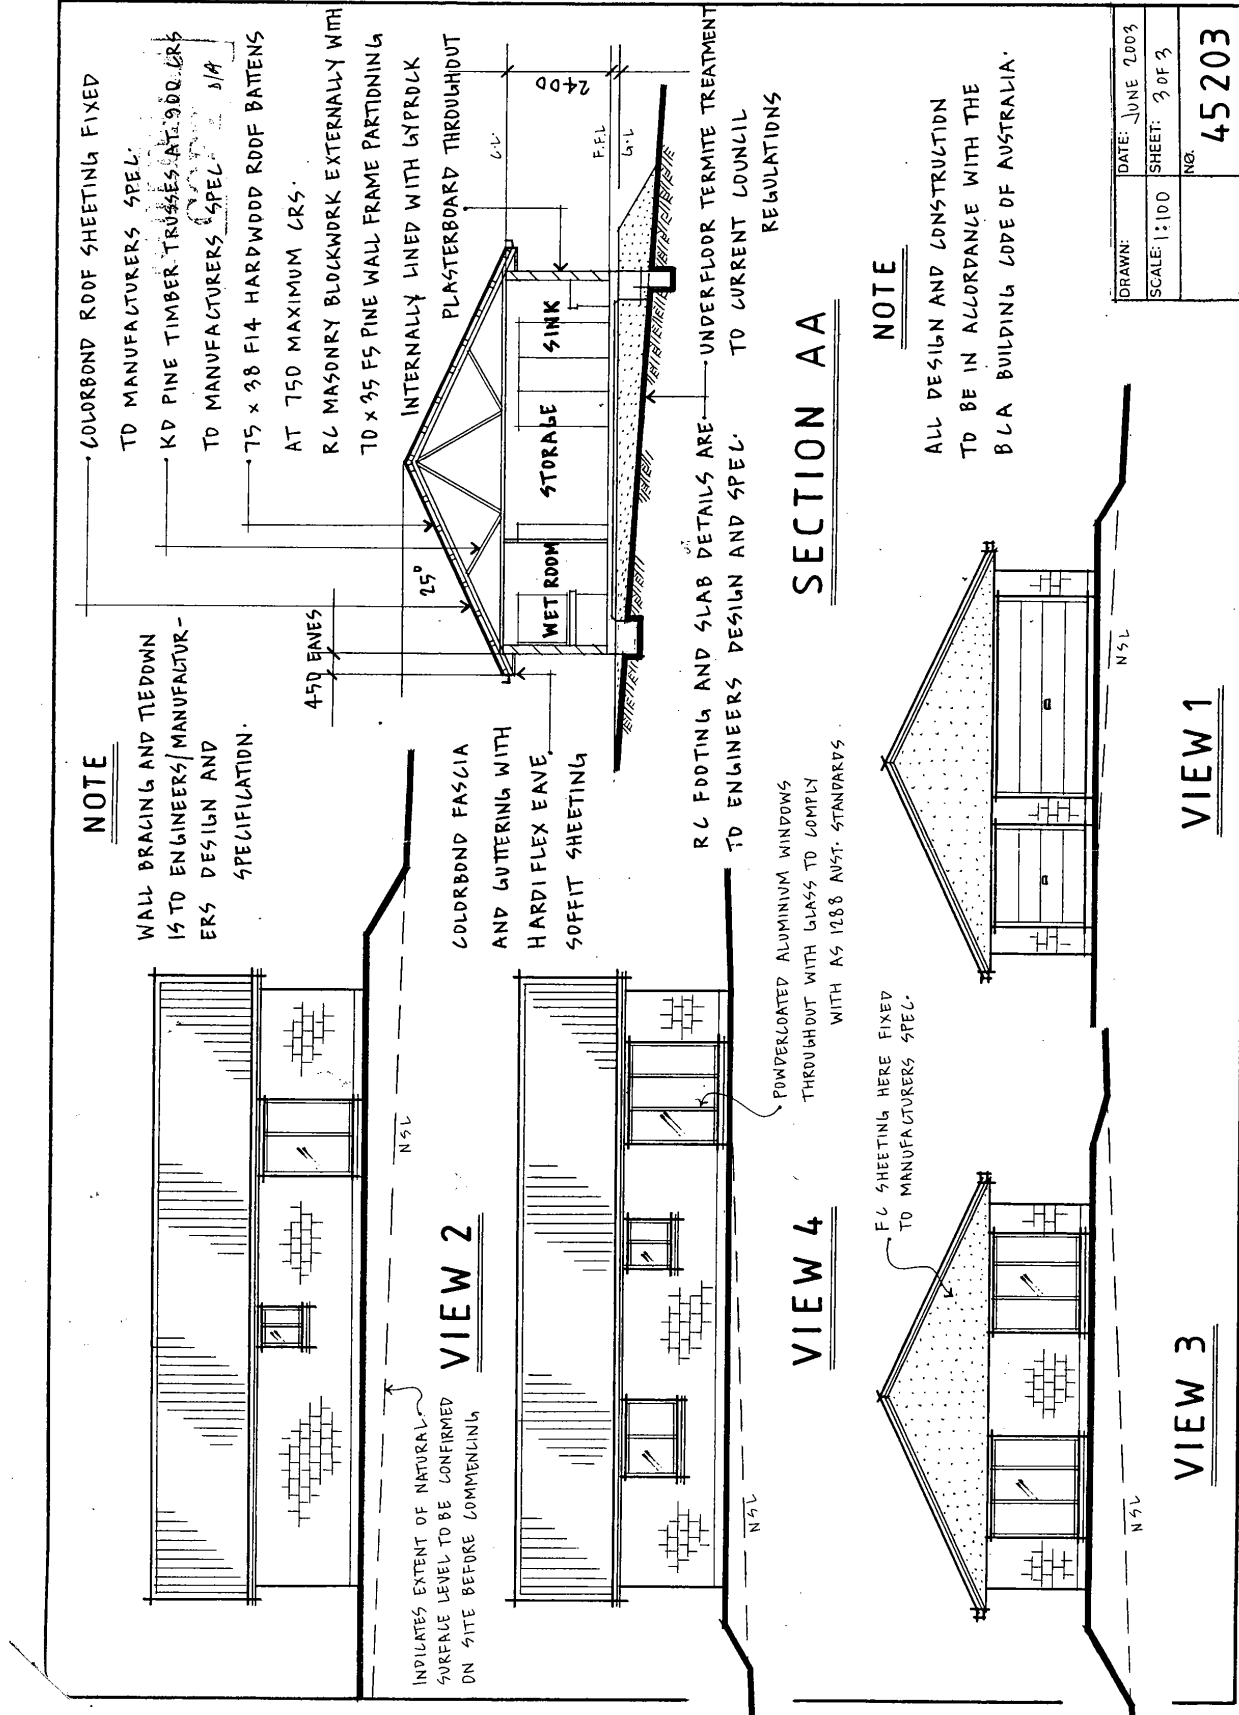 NOTE
WALL BRACING AND TIEDOWN
IS TO ENGINEERS/MANUFACTUR-
ERS DESIGN AND
SPECIFICATION.
COLORBOND ROOF SHEETING FIXED
TO MANUFACTURERS SPEC.
KD PINE TIMBER TRUSSES AT 900 CRS
TO MANUFACTURERS SPEC.
75 x 38 F14 HARDWOOD ROOF BATTENS
AT 750 MAXIMUM CRS.
RC MASONRY BLOCKWORK EXTERNALLY WITH
70 x 35 F5 PINE WALL FRAME PARTIONING
INTERNALLY LINED WITH GYPROCK
PLASTERBOARD THROUGHOUT
450 EAVES
25°
C.L
2400
F.F.L
G.L
WET ROOM
STORAGE
SINK
COLORBOND FASCIA
AND GUTTERING WITH
HARDIFLEX EAVE
SOFFIT SHEETING
RC FOOTING AND SLAB DETAILS ARE
TO ENGINEERS DESIGN AND SPEC.
UNDERFLOOR TERMITE TREATMENT
TO CURRENT COUNCIL
REGULATIONS
SECTION AA
NSL
VIEW 2
INDICATES EXTENT OF NATURAL
SURFACE LEVEL TO BE CONFIRMED
ON SITE BEFORE COMMENCING
NSL
VIEW 4
POWDERCOATED ALUMINIUM WINDOWS
THROUGHOUT WITH GLASS TO COMPLY
WITH AS 1288 AUST. STANDARDS
FC SHEETING HERE FIXED
TO MANUFACTURERS SPEC.
NSL
VIEW 3
NSL
VIEW 1
NOTE
ALL DESIGN AND CONSTRUCTION
TO BE IN ACCORDANCE WITH THE
BCA BUILDING CODE OF AUSTRALIA.
DRAWN:
DATE: JUNE 2003
SCALE: 1:100
SHEET: 3 OF 3
NO.
45203